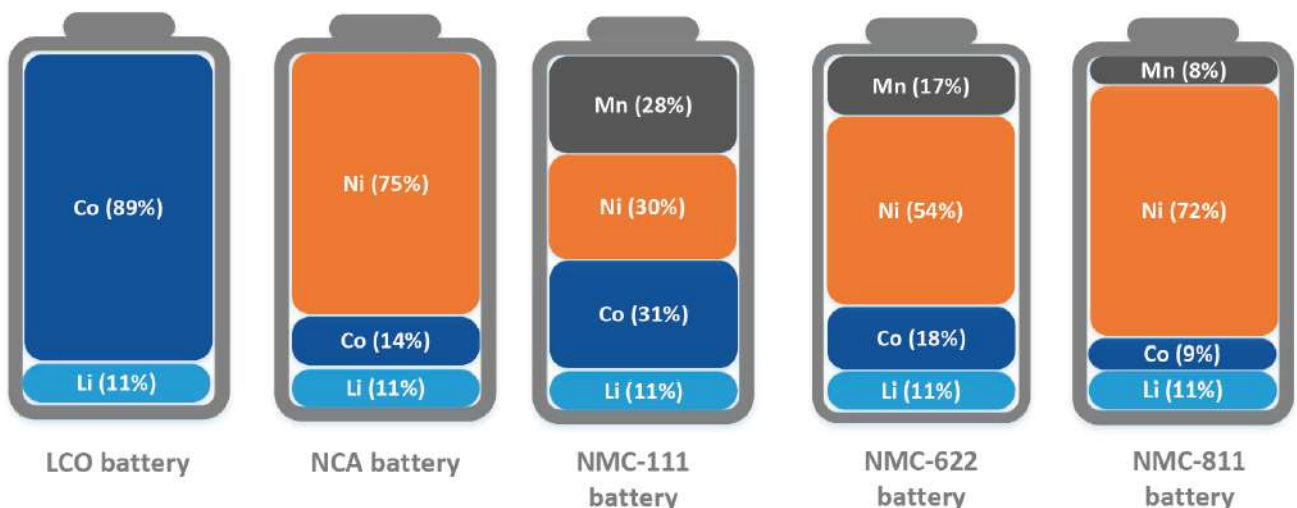 Co (89%)
Li (11%)
LCO battery
Ni (75%)
Co (14%)
Li (11%)
NCA battery
Mn (28%)
Ni (30%)
Co (31%)
Li (11%)
NMC-111
battery
Mn (17%)
Ni (54%)
Co (18%)
Li (11%)
NMC-622
battery
Mn (8%)
Ni (72%)
Co (9%)
Li (11%)
NMC-811
battery